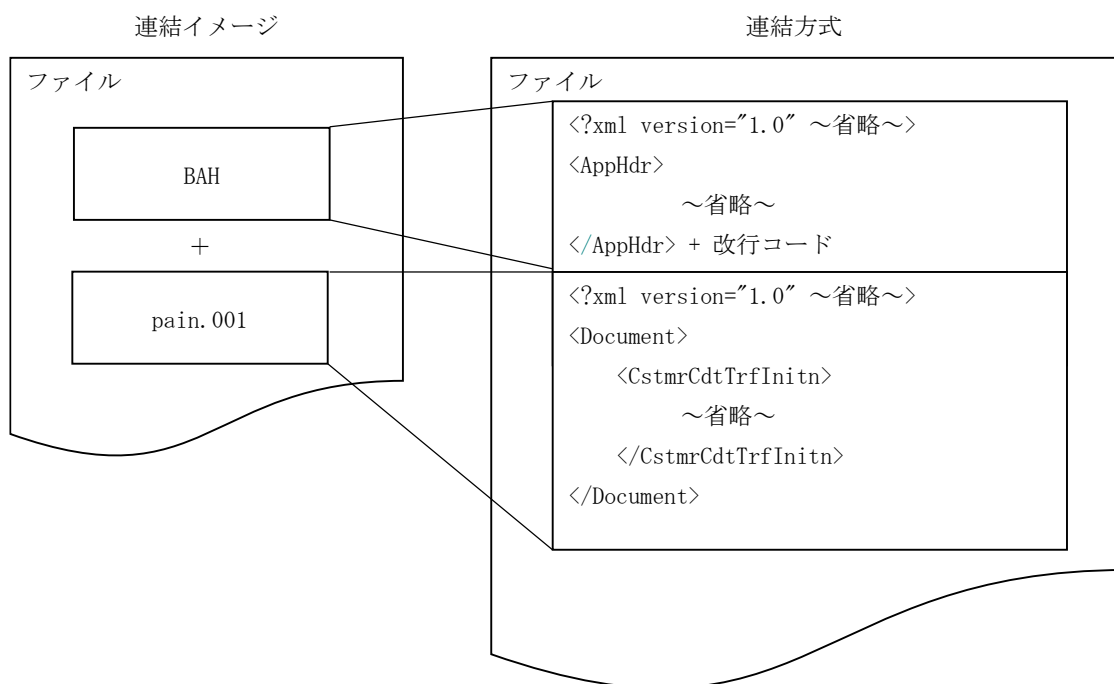 連結イメージ
連結方式
ファイル
BAH
+
pain.001
ファイル
<?xml version="1.0" ～省略～>
<AppHdr>
～省略～
</AppHdr> + 改行コード
<?xml version="1.0" ～省略～>
<Document>
<CstmrCdtTrfInitn>
～省略～
</CstmrCdtTrfInitn>
</Document>